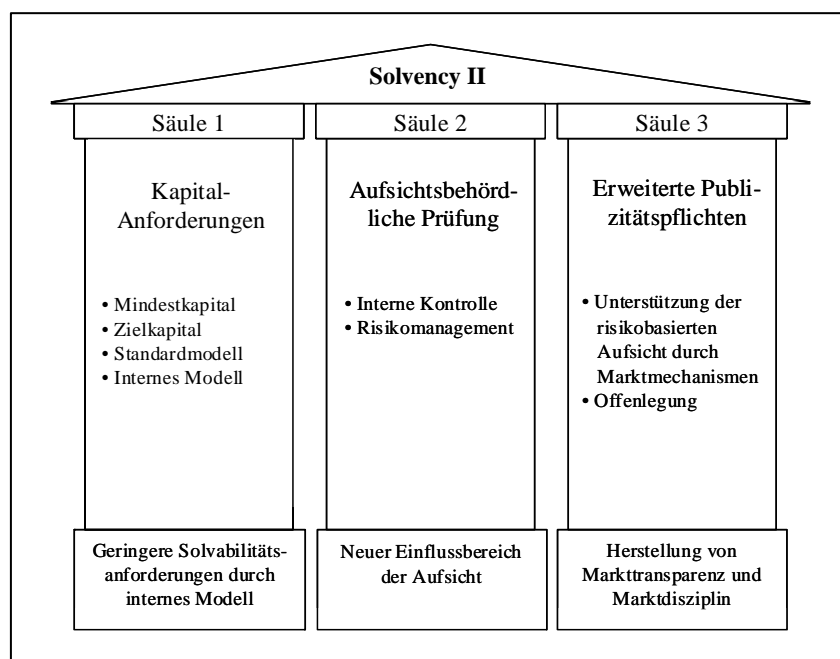 Solvency II
Säule 1
Kapital-
Anforderungen
• Mindestkapital
• Zielkapital
• Standardmodell
• Internes Modell
Geringere Solvabilitäts-
anforderungen durch
internes Modell
Säule 2
Aufsichtsbehörd-
liche Prüfung
• Interne Kontrolle
• Risikomanagement
Neuer Einflussbereich
der Aufsicht
Säule 3
Erweiterte Publi-
zitätspflichten
• Unterstützung der
risikobasierten
Aufsicht durch
Marktmechanismen
• Offenlegung
Herstellung von
Markttransparenz und
Marktdisziplin